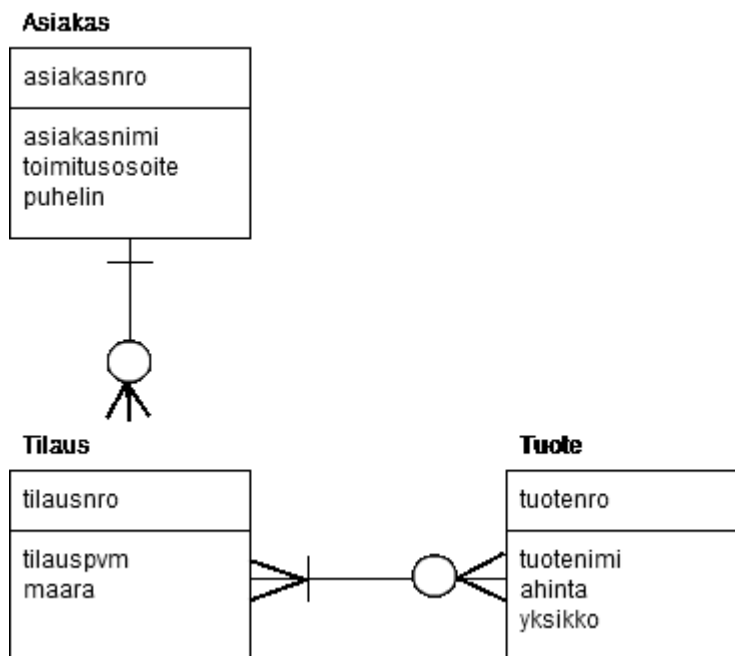 Asiakas
asiakasnro
asiakasnimi
toimitusosoite
puhelin
Tilaus
tilausnro
tilauspvm
maara
Tuote
tuotenro
tuotenimi
ahinta
yksikko